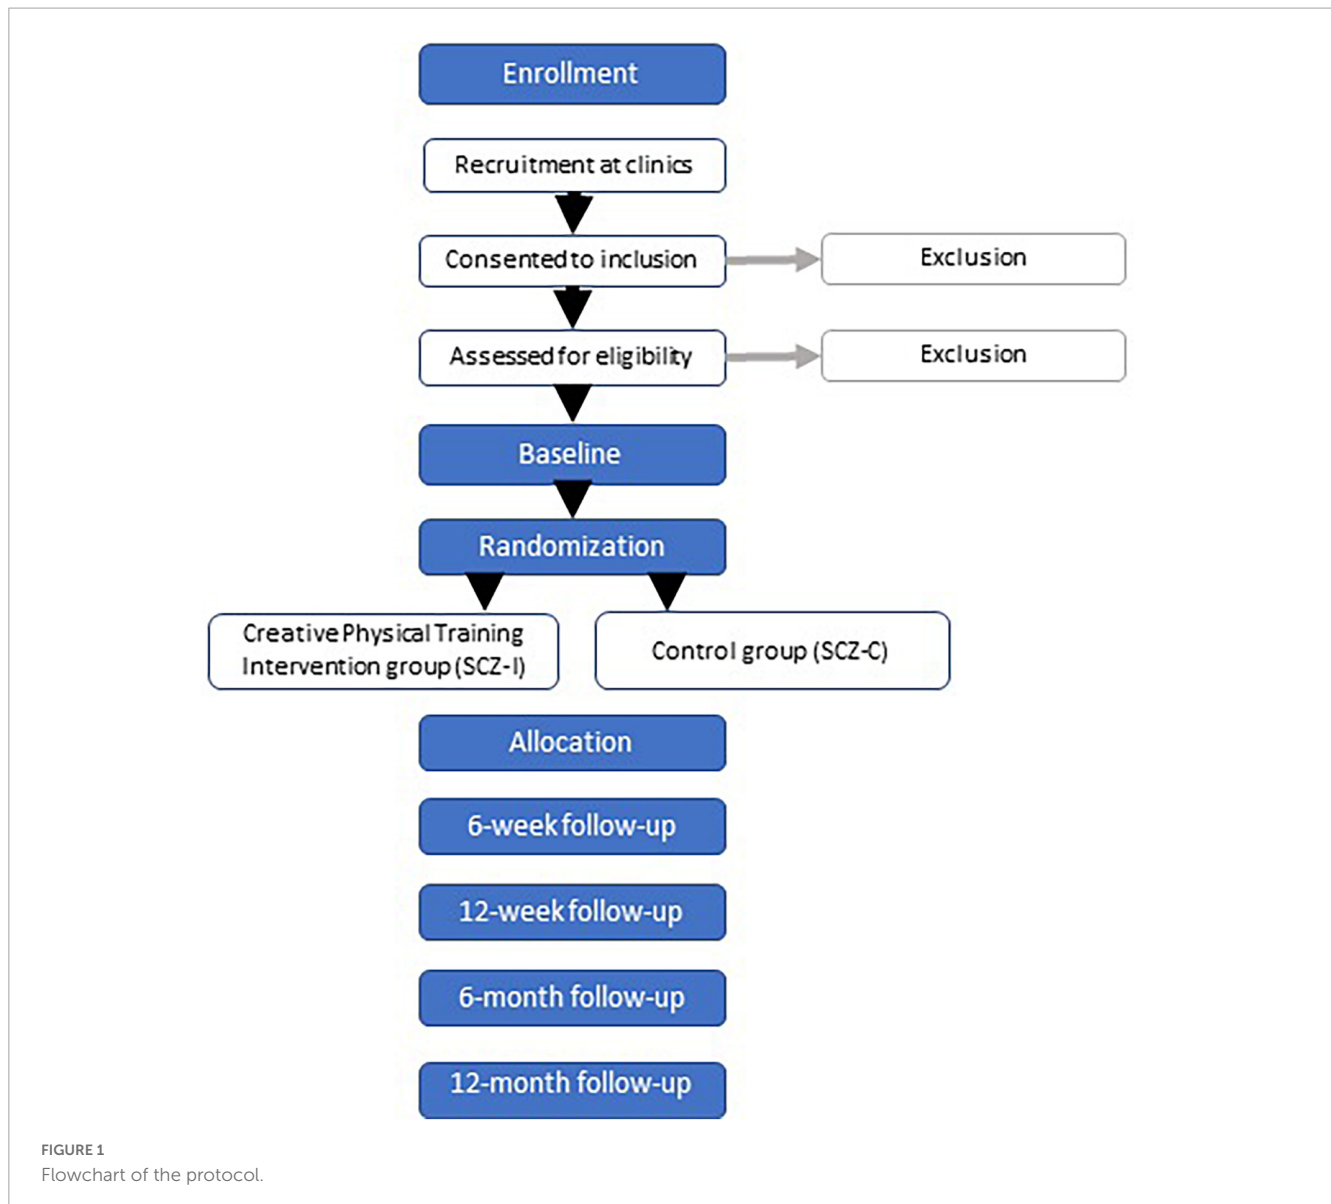 Enrollment
Recruitment at clinics
Consented to inclusion
Exclusion
Assessed for eligibility
Exclusion
Baseline
Randomization
Creative Physical Training
Intervention group (SCZ-I)
Control group (SCZ-C)
Allocation
6-week follow-up
12-week follow-up
6-month follow-up
12-month follow-up
FIGURE 1
Flowchart of the protocol.